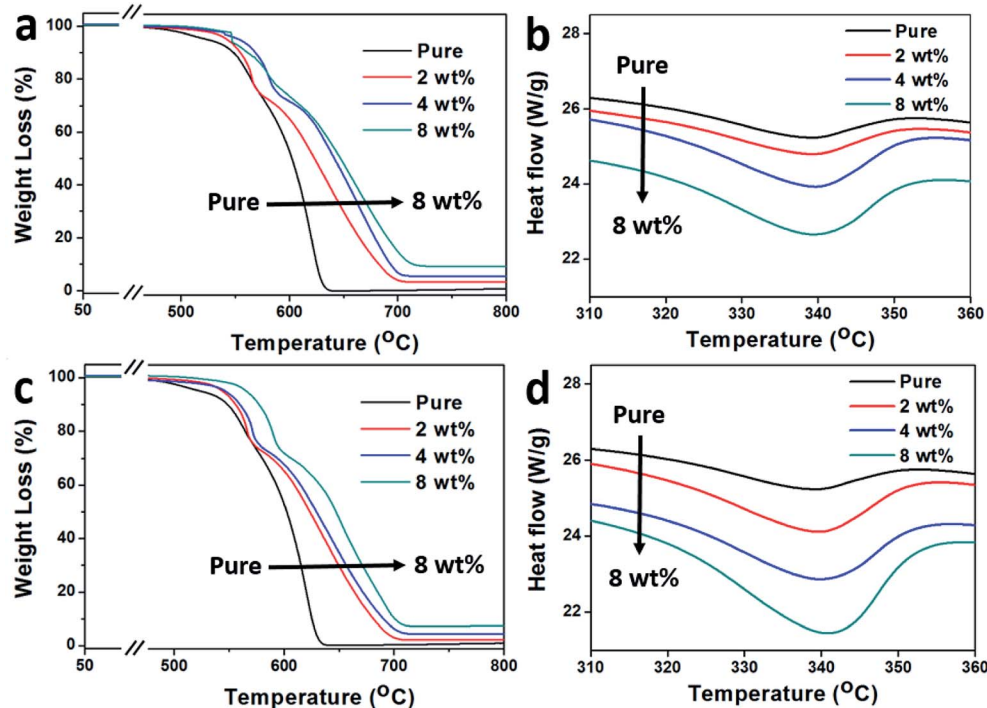 a
Weight Loss (%)
100
80
60
40
20
0
Pure
2 wt%
4 wt%
8 wt%
Pure
8 wt%
50
500
600
700
800
Temperature (OC)
b
Heat flow (W/g)
28
26
24
22
Pure
8 wt%
Pure
2 wt%
4 wt%
8 wt%
310
320
330
340
350
360
Temperature (OC)
c
Weight Loss (%)
100
80
60
40
20
0
Pure
2 wt%
4 wt%
8 wt%
Pure
8 wt%
50
500
600
700
800
Temperature (OC)
d
Heat flow (W/g)
28
26
24
22
Pure
8 wt%
Pure
2 wt%
4 wt%
8 wt%
310
320
330
340
350
360
Temperature (OC)